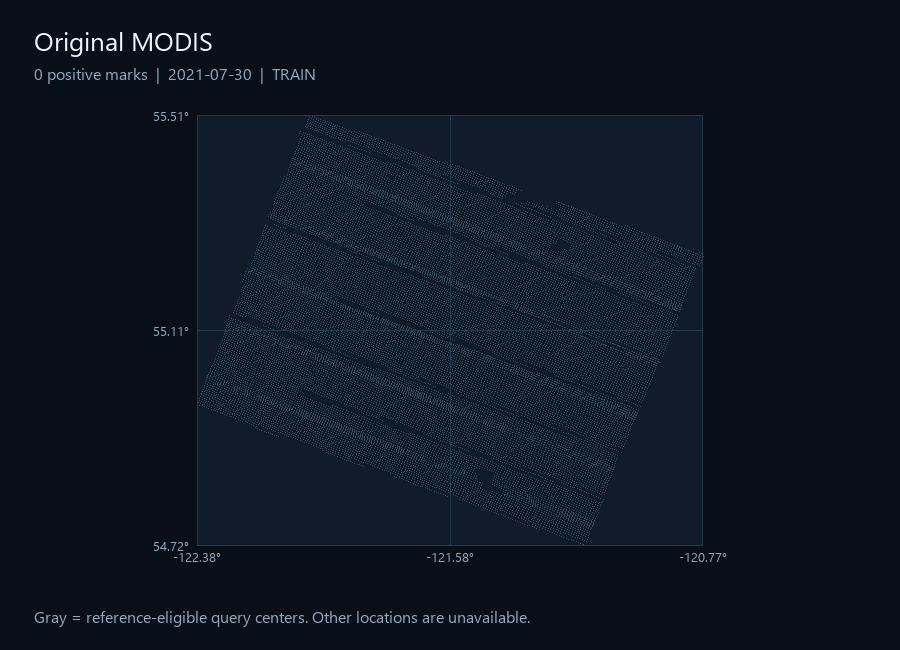 Original MODIS
0 positive marks | 2021-07-30 | TRAIN
55.51°
55.11°
54.72°
-122.38°
-121.58°
-120.77°
Gray = reference-eligible query centers. Other locations are unavailable.